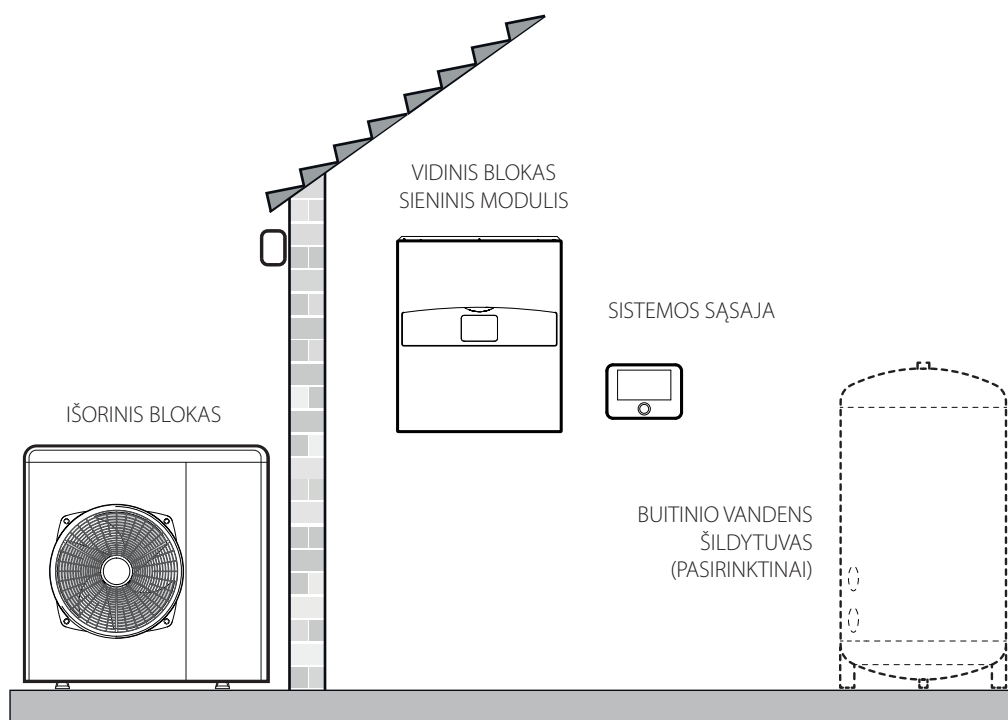 VIDINIS BLOKAS
SIENINIS MODULIS
SISTEMOS SĄSAJA
IŠORINIS BLOKAS
BUITINIO VANDENS
ŠILDYTUVAS
(PASIRINKTINAI)